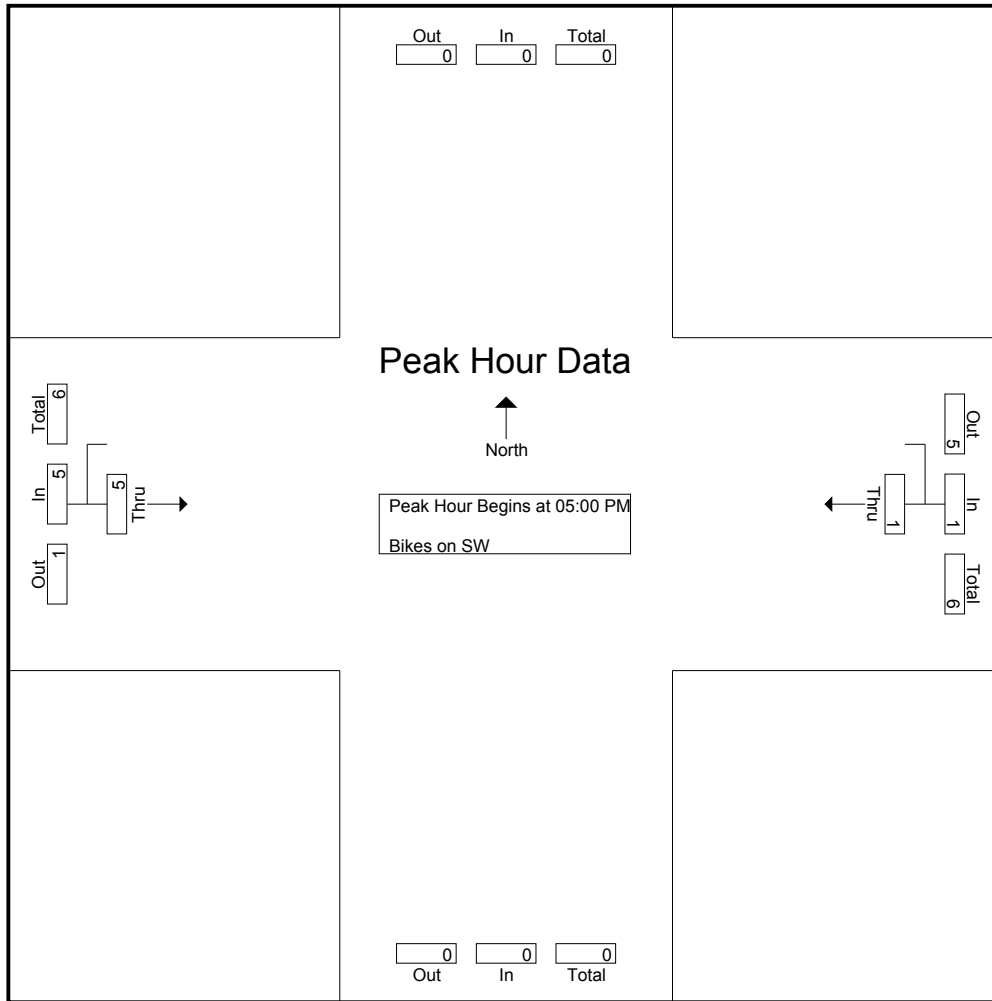 Out In Total
0 0 0
Peak Hour Data
North
Peak Hour Begins at 05:00 PM
Bikes on SW
Total
6
In
5
Out
1
5
Thru
Out
5
In
1
Total
6
1
Thru
0 0 0
Out In Total